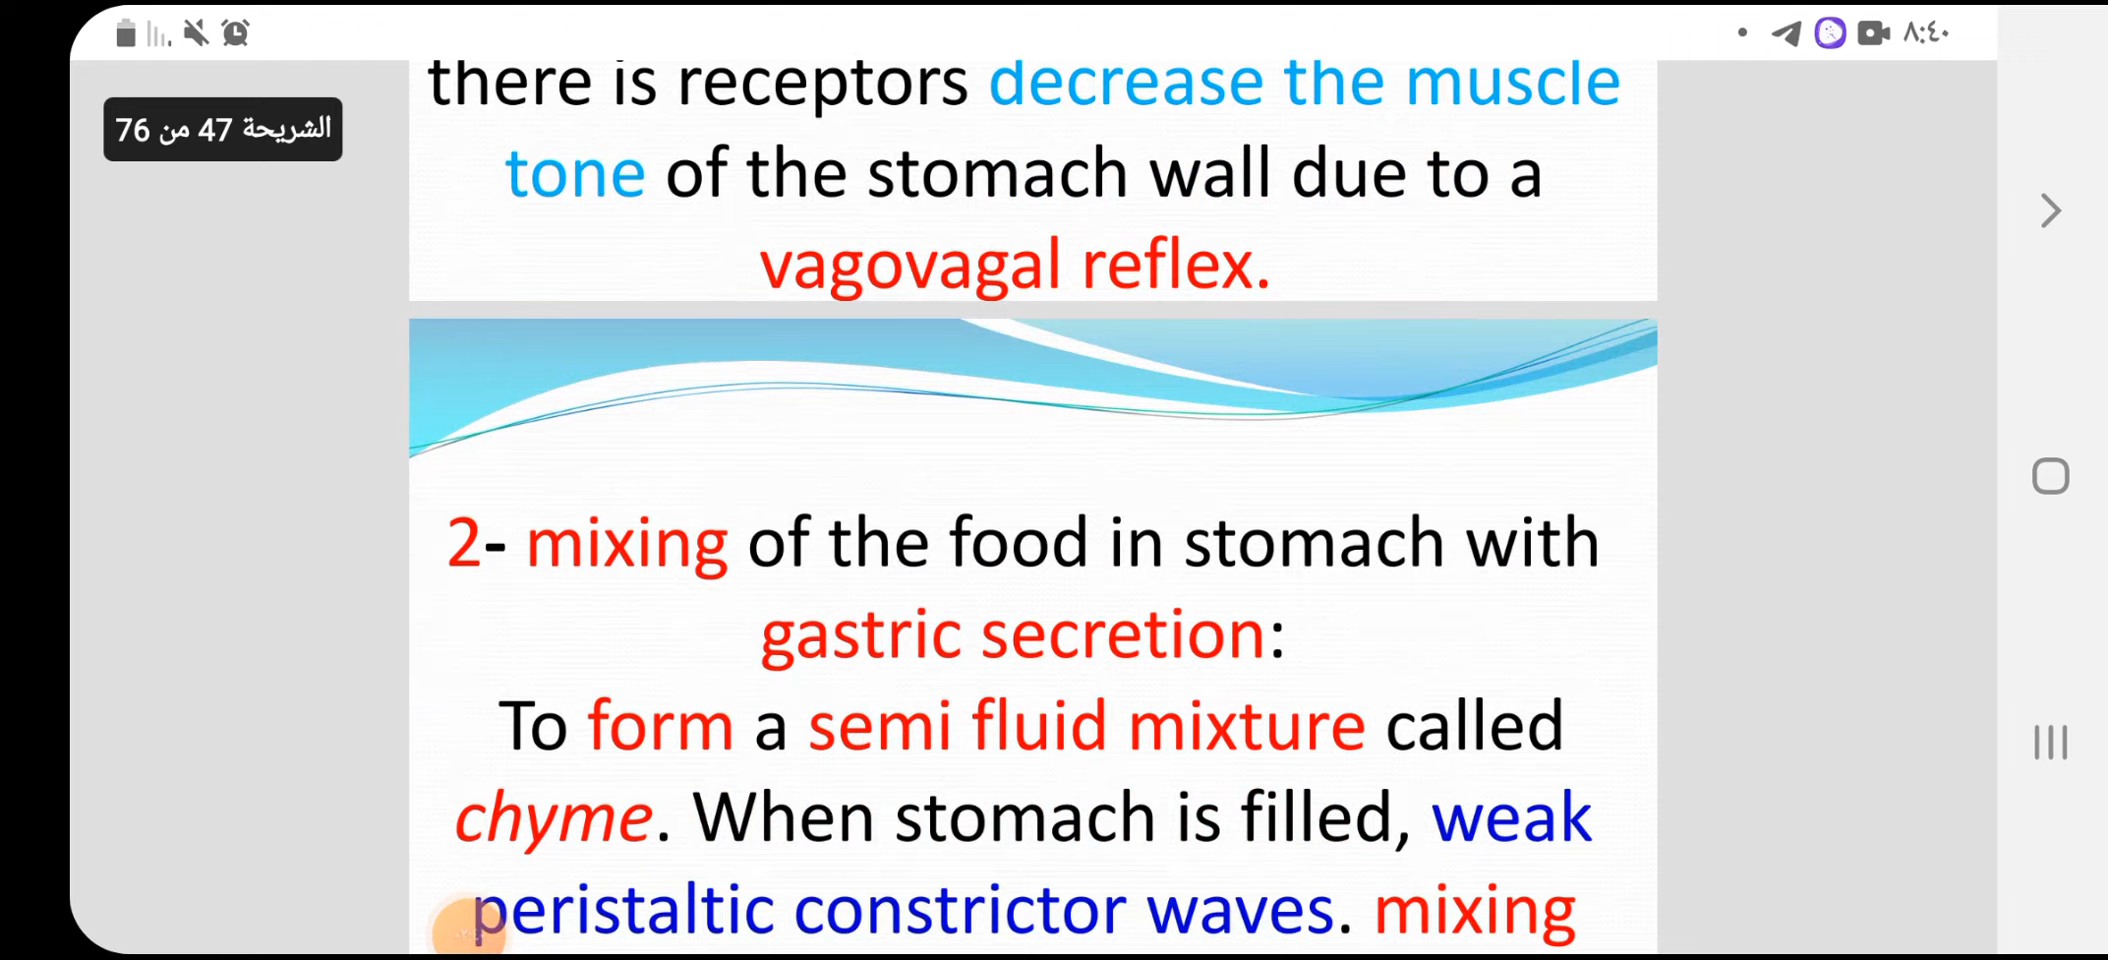 ٨:٤٠
الشريحة 47 من 76
there is receptors decrease the muscle
tone of the stomach wall due to a
vagovagal reflex.
2- mixing of the food in stomach with
gastric secretion:
To form a semi fluid mixture called
chyme. When stomach is filled, weak
peristaltic constrictor waves. mixing